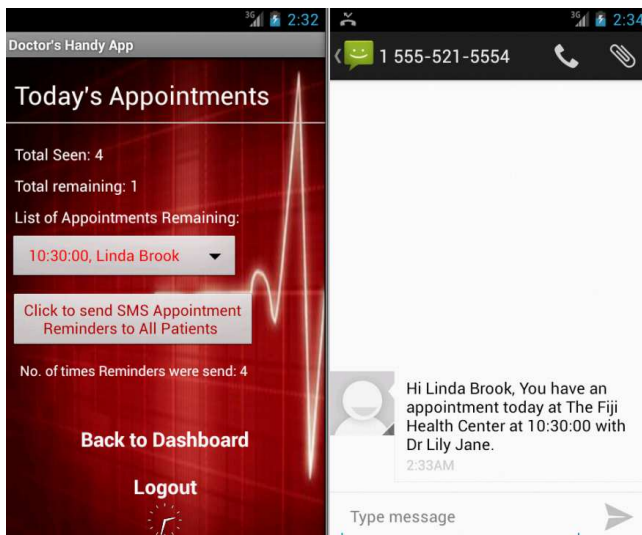 3G 2:32
Doctor's Handy App
Today's Appointments
Total Seen: 4
Total remaining: 1
List of Appointments Remaining:
10:30:00, Linda Brook
Click to send SMS Appointment
Reminders to All Patients
No. of times Reminders were send: 4
Back to Dashboard
Logout
3G 2:34
1 555-521-5554
Hi Linda Brook, You have an
appointment today at The Fiji
Health Center at 10:30:00 with
Dr Lily Jane.
2:33AM
Type message